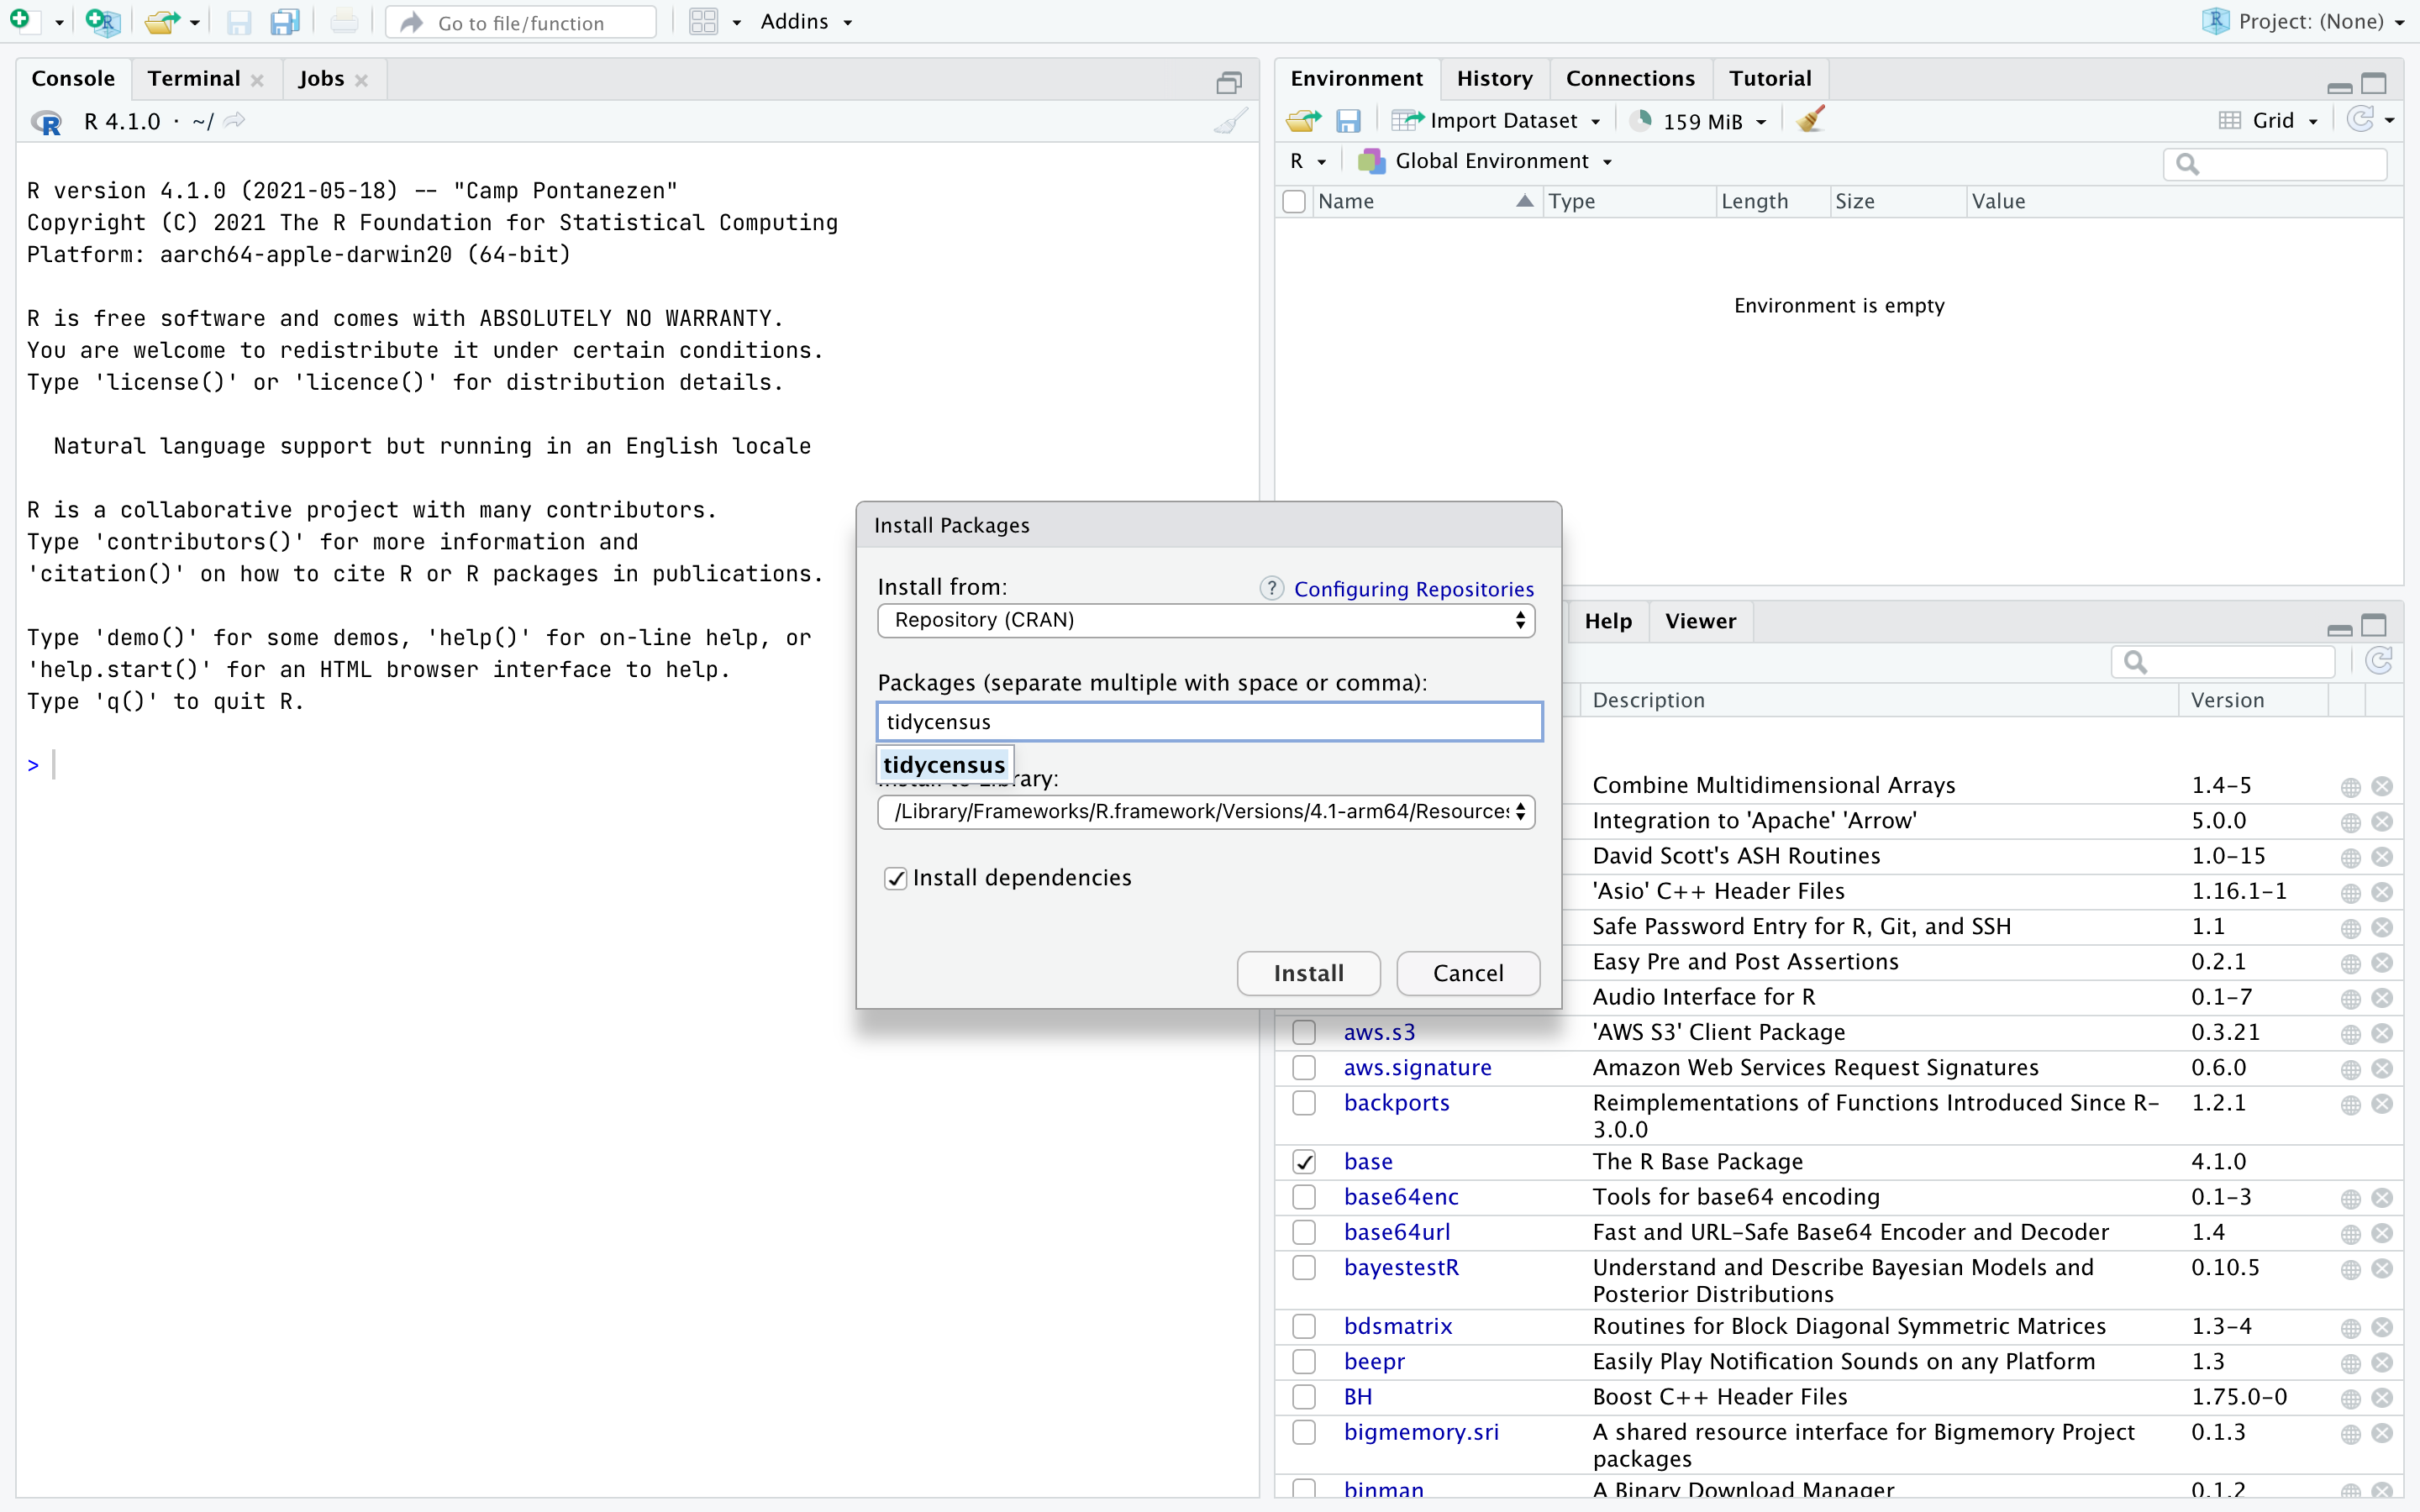 Go to file/function
Addins
Project: (None)
Console
Terminal
Jobs
R 4.1.0 · ~/
R version 4.1.0 (2021-05-18) -- "Camp Pontanezen"
Copyright (C) 2021 The R Foundation for Statistical Computing
Platform: aarch64-apple-darwin20 (64-bit)
R is free software and comes with ABSOLUTELY NO WARRANTY.
You are welcome to redistribute it under certain conditions.
Type 'license()' or 'licence()' for distribution details.
Natural language support but running in an English locale
R is a collaborative project with many contributors.
Type 'contributors()' for more information and
'citation()' on how to cite R or R packages in publications.
Type 'demo()' for some demos, 'help()' for on-line help, or
'help.start()' for an HTML browser interface to help.
Type 'q()' to quit R.
>
Environment
History
Connections
Tutorial
Import Dataset
159 MiB
Grid
R
Global Environment
Name
Type
Length
Size
Value
Environment is empty
Install Packages
Install from:
? Configuring Repositories
Repository (CRAN)
Packages (separate multiple with space or comma):
tidycensus
tidycensus
Install to Library:
/Library/Frameworks/R.framework/Versions/4.1-arm64/Resources
Install dependencies
Install
Cancel
Help
Viewer
Description
Version
Combine Multidimensional Arrays 1.4-5
Integration to 'Apache' 'Arrow' 5.0.0
David Scott's ASH Routines 1.0-15
'Asio' C++ Header Files 1.16.1-1
Safe Password Entry for R, Git, and SSH 1.1
Easy Pre and Post Assertions 0.2.1
Audio Interface for R 0.1-7
aws.s3 'AWS S3' Client Package 0.3.21
aws.signature Amazon Web Services Request Signatures 0.6.0
backports Reimplementations of Functions Introduced Since R- 1.2.1
3.0.0
base The R Base Package 4.1.0
base64enc Tools for base64 encoding 0.1-3
base64url Fast and URL-Safe Base64 Encoder and Decoder 1.4
bayestestR Understand and Describe Bayesian Models and 0.10.5
Posterior Distributions
bdsmatrix Routines for Block Diagonal Symmetric Matrices 1.3-4
beepr Easily Play Notification Sounds on any Platform 1.3
BH Boost C++ Header Files 1.75.0-0
bigmemory.sri A shared resource interface for Bigmemory Project 0.1.3
packages
binman A Binary Download Manager 0.1.2